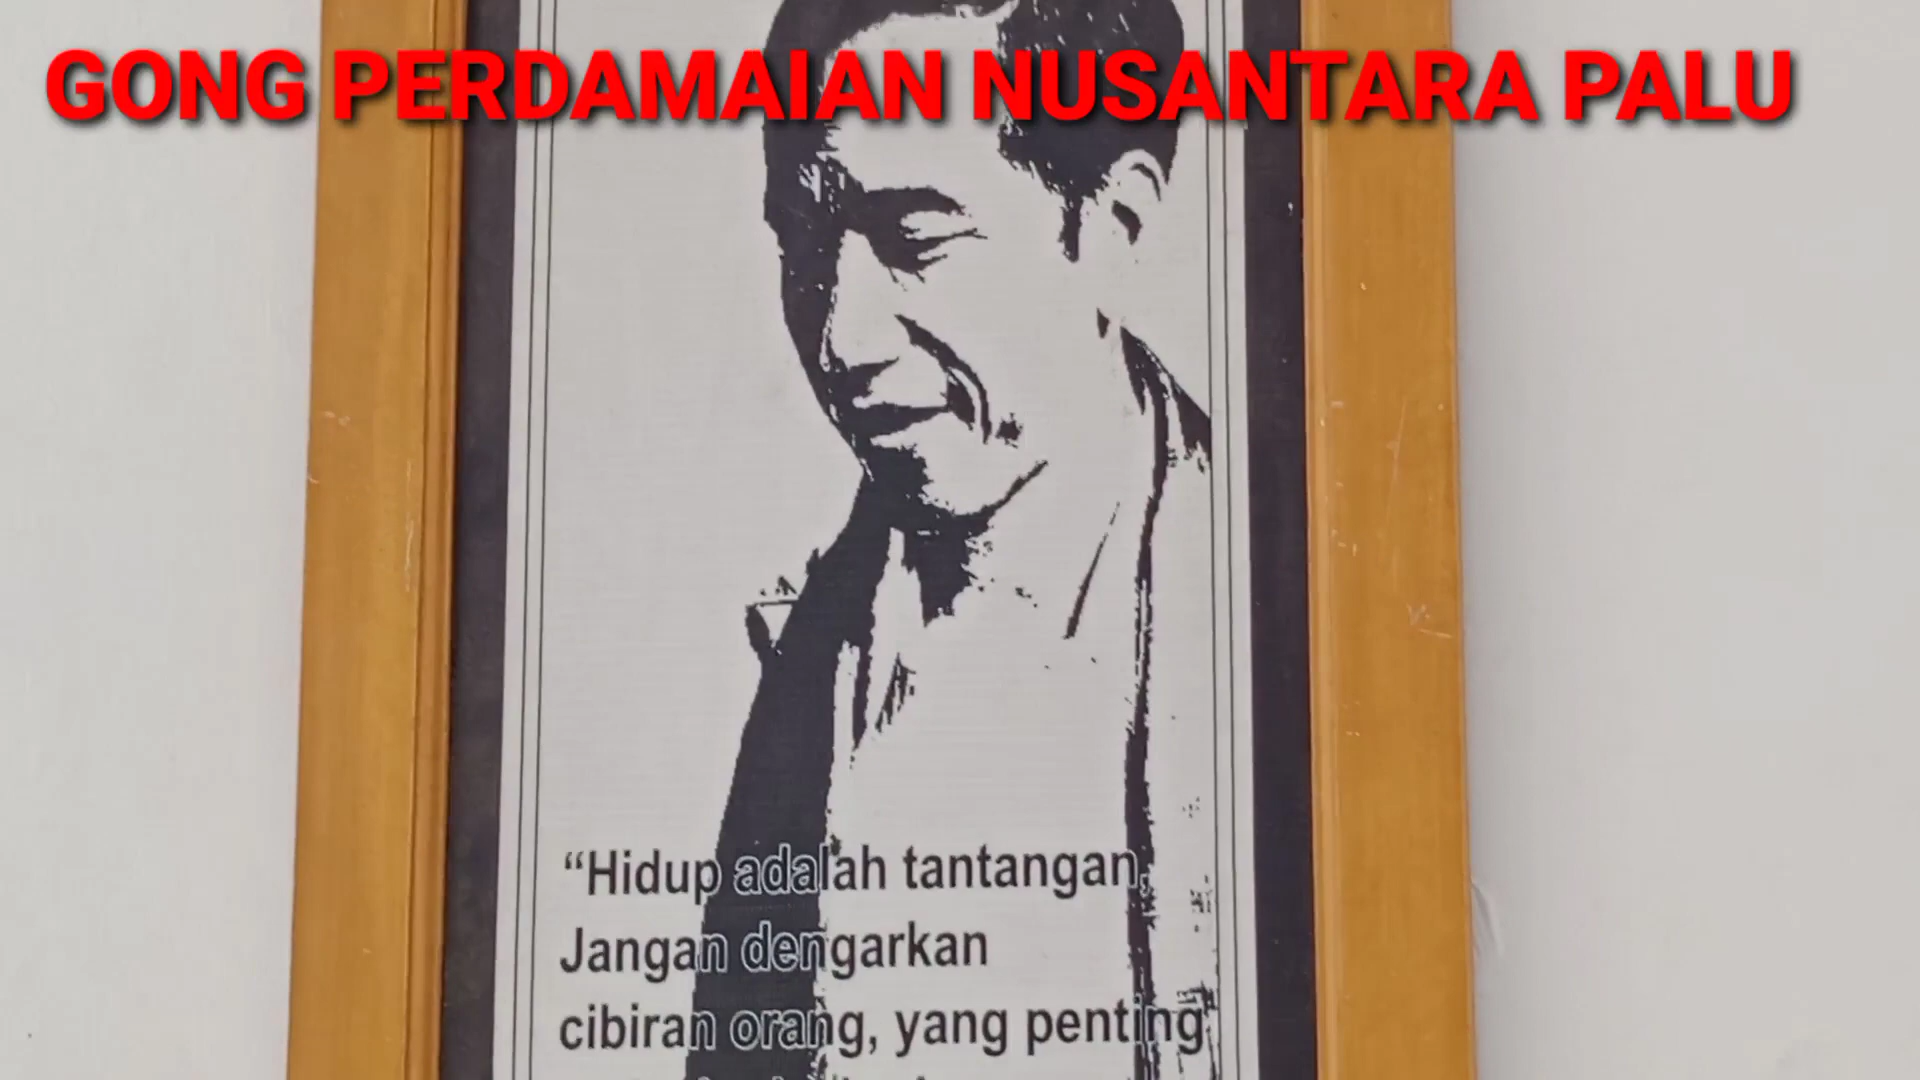 GONG PERDAMAIAN NUSANTARA PALU
“Hidup adalah tantangan,
Jangan dengarkan
cibiran orang, yang penting